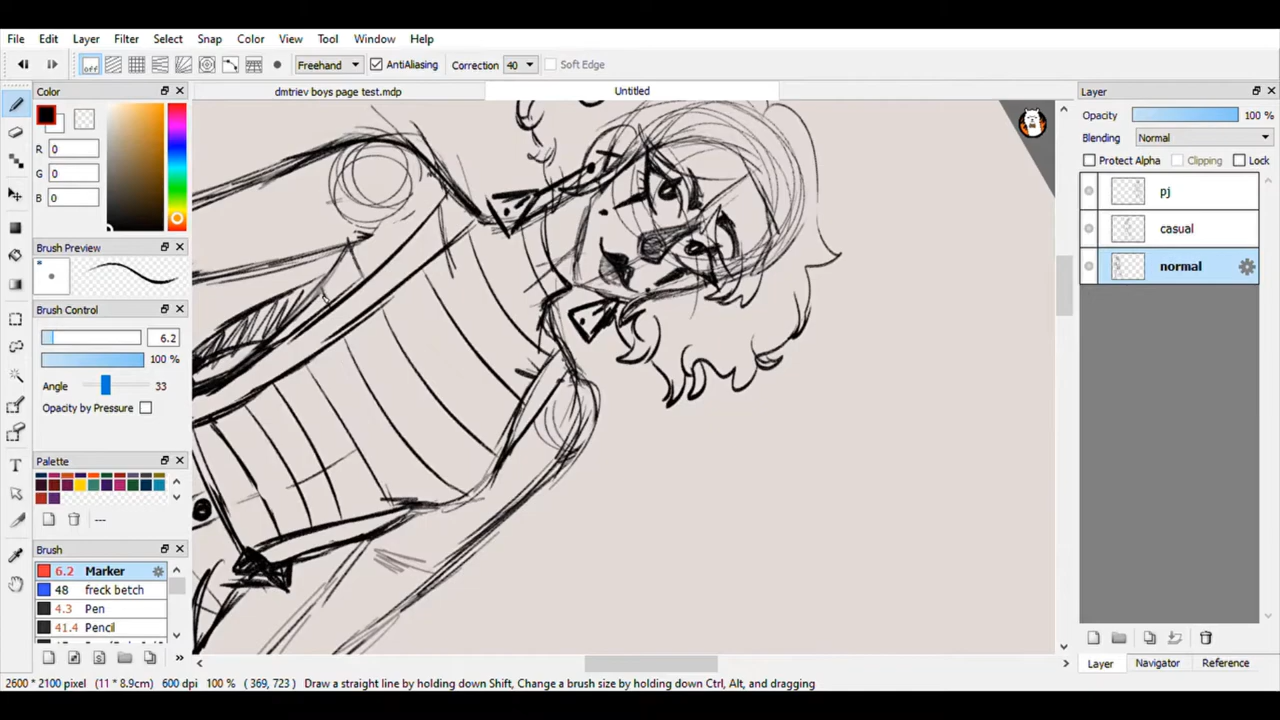 File Edit Layer Filter Select Snap Color View Tool Window Help
off Freehand AntiAliasing Correction 40 Soft Edge
Color
dmtriev boys page test.mdp Untitled
R 0
G 0
B 0
Brush Preview
Brush Control
6.2
100 %
Angle 33
Opacity by Pressure
Palette
---
Brush
6.2 Marker
48 freck betch
4.3 Pen
41.4 Pencil
Layer
Opacity 100 %
Blending Normal
Protect Alpha Clipping Lock
pj
casual
normal
Layer Navigator Reference
2600 * 2100 pixel (11 * 8.9cm) 600 dpi 100 % ( 369, 723 ) Draw a straight line by holding down Shift, Change a brush size by holding down Ctrl, Alt, and dragging